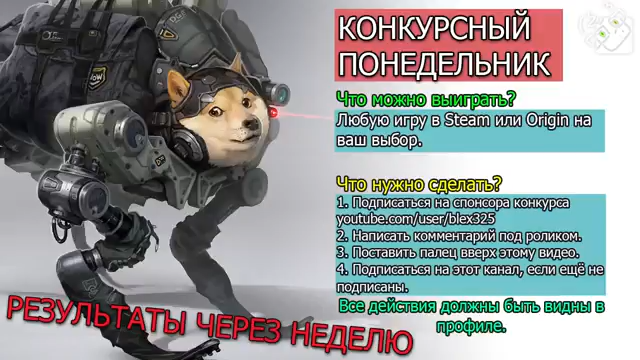 КОНКУРСНЫЙ
ПОНЕДЕЛЬНИК
Что можно выиграть?
Любую игру в Steam или Origin на
ваш выбор.
Что нужно сделать?
1. Подписаться на спонсора конкурса
youtube.com/user/blex325
2. Написать комментарий под роликом.
3. Поставить палец вверх этому видео.
4. Подписаться на этот канал, если ещё не
подписаны.
Все действия должны быть видны в
профиле.
РЕЗУЛЬТАТЫ ЧЕРЕЗ НЕДЕЛЮ
WOW